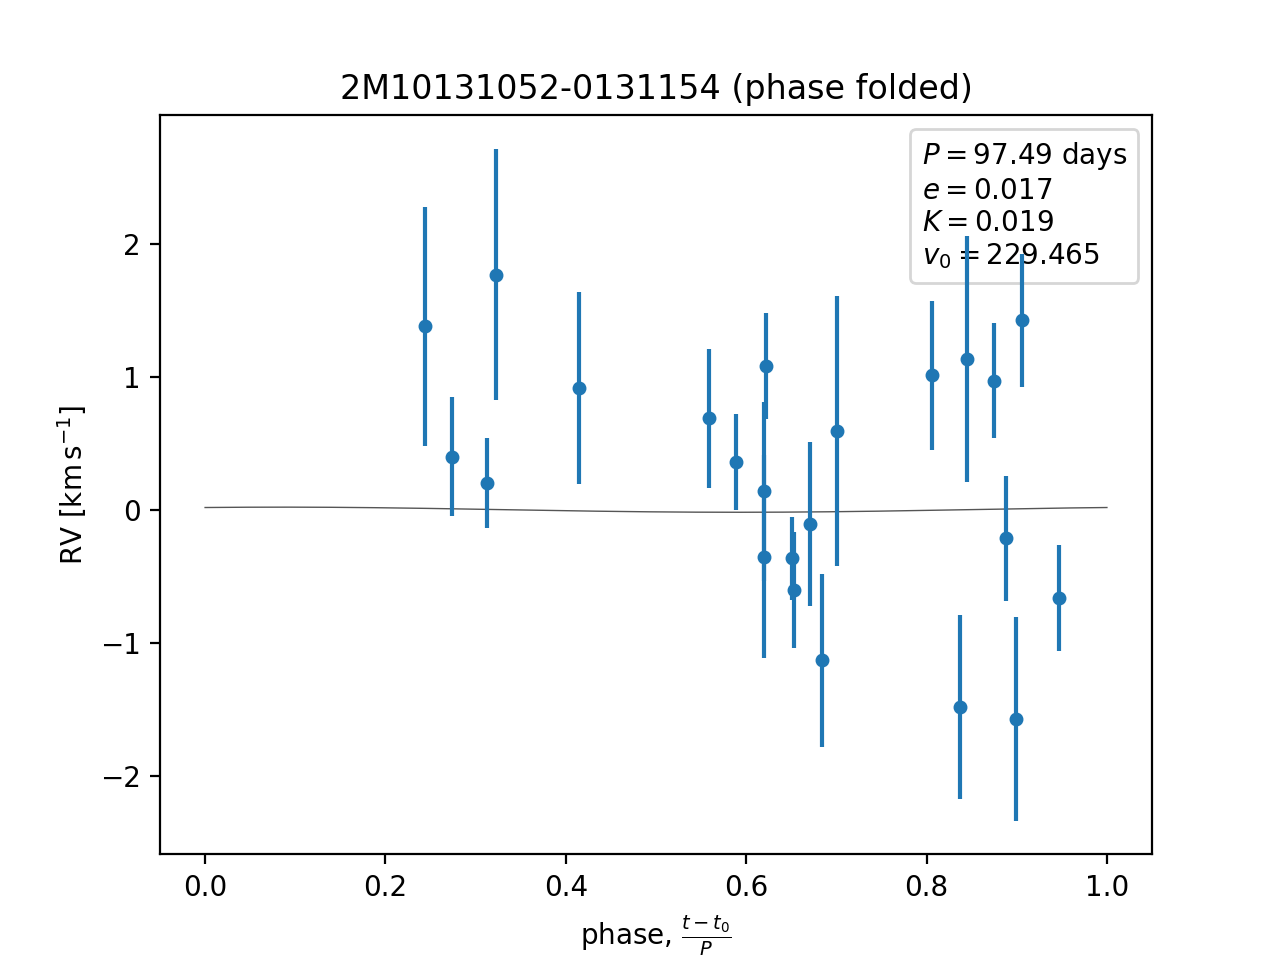 2M10131052-0131154 (phase folded)
P = 97.49 days
e = 0.017
K = 0.019
v₀ = 229.465
2
1
0
−1
−2
RV [km s⁻¹]
0.0 0.2 0.4 0.6 0.8 1.0
phase, (t − t₀)/P